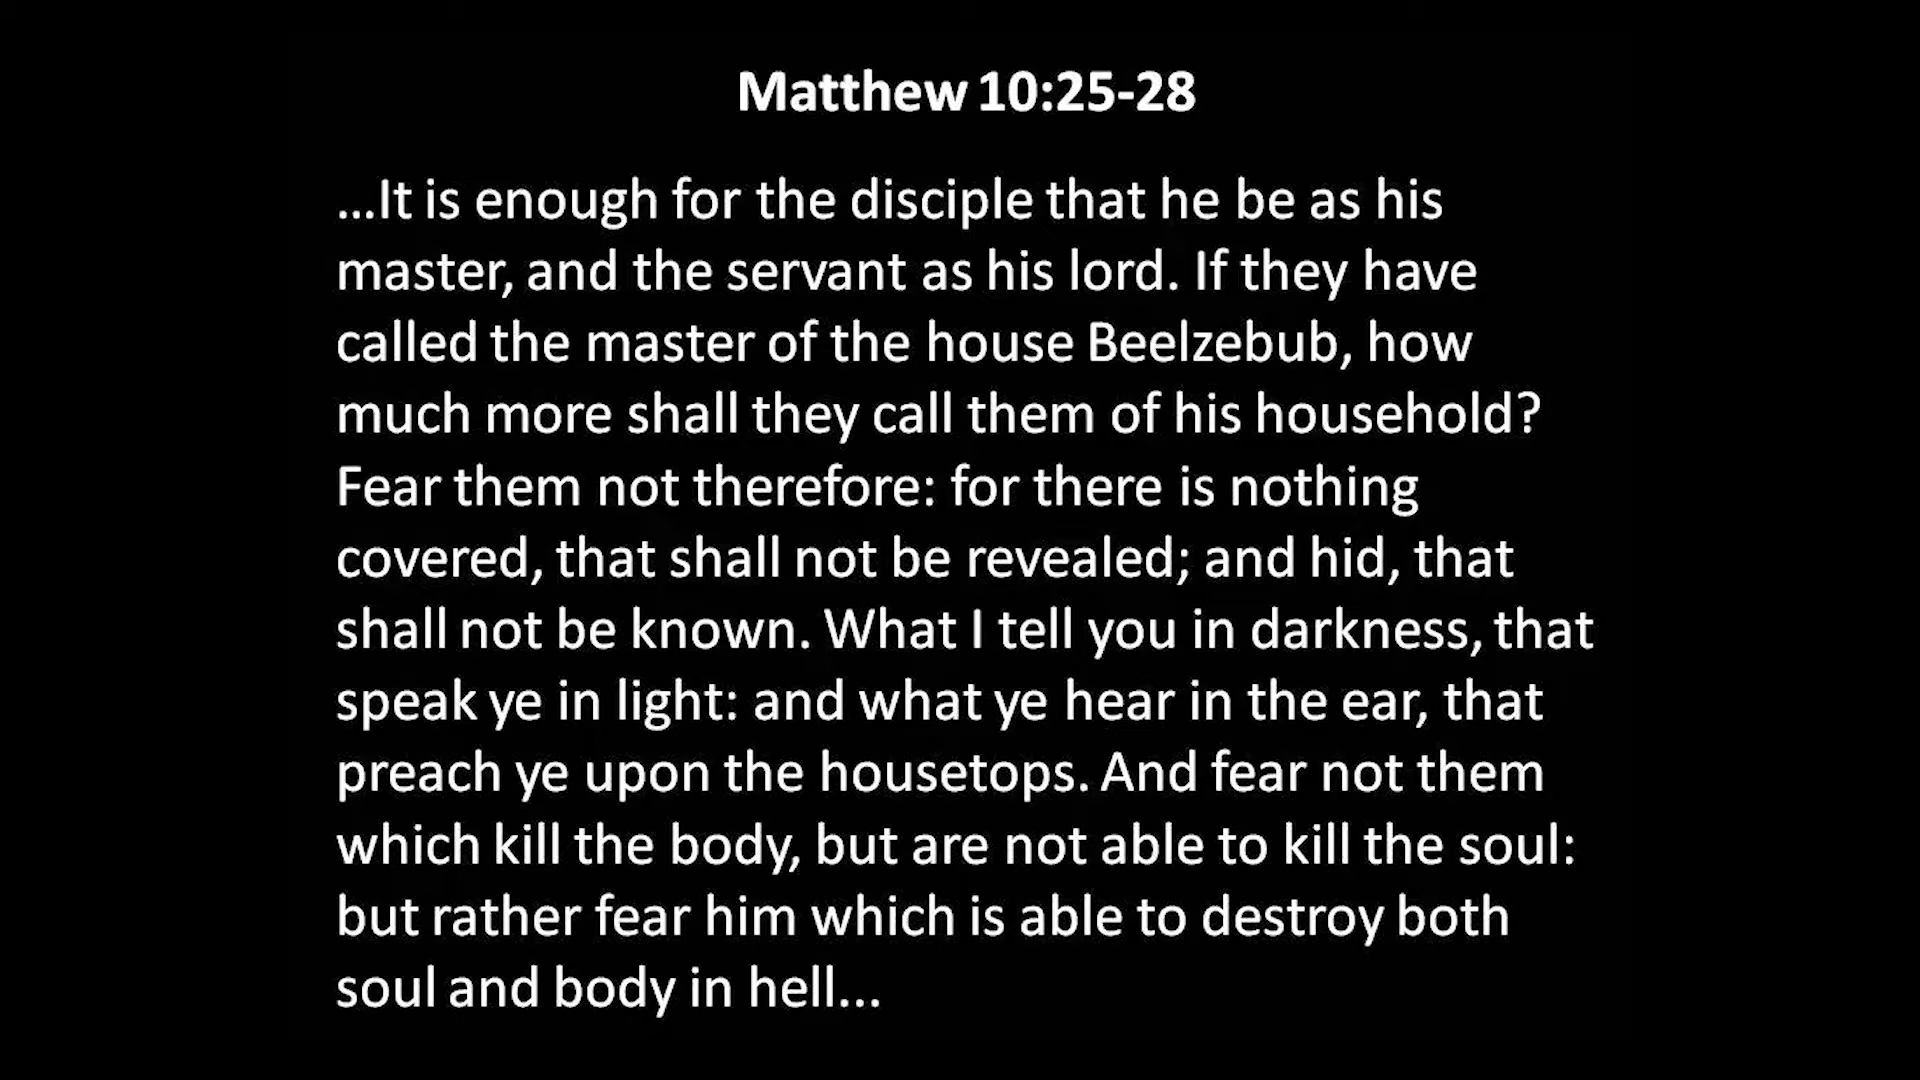 Matthew 10:25-28
...It is enough for the disciple that he be as his
master, and the servant as his lord. If they have
called the master of the house Beelzebub, how
much more shall they call them of his household?
Fear them not therefore: for there is nothing
covered, that shall not be revealed; and hid, that
shall not be known. What I tell you in darkness, that
speak ye in light: and what ye hear in the ear, that
preach ye upon the housetops. And fear not them
which kill the body, but are not able to kill the soul:
but rather fear him which is able to destroy both
soul and body in hell...